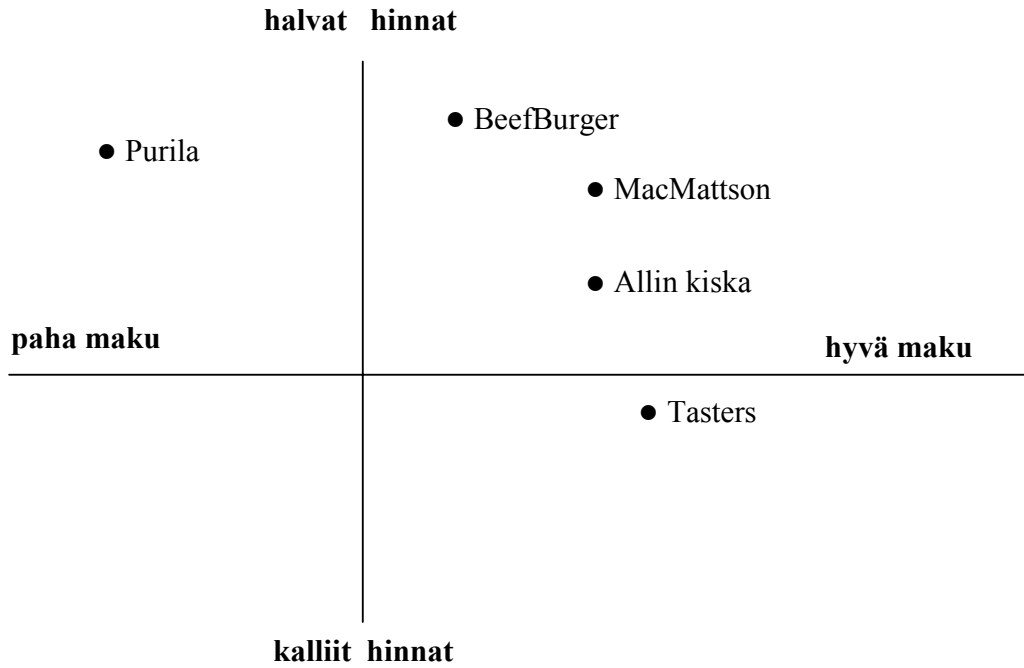 halvat hinnat
BeefBurger
Purila
MacMattson
Allin kiska
paha maku
hyvä maku
Tasters
kalliit hinnat